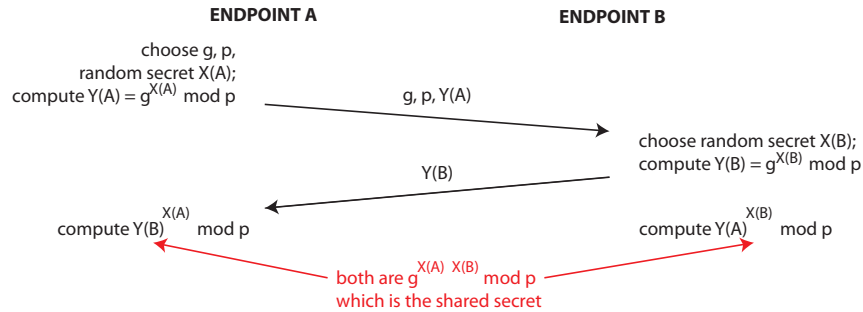 ENDPOINT A
ENDPOINT B
choose g, p,
random secret X(A);
compute Y(A) = g^X(A) mod p
g, p, Y(A)
choose random secret X(B);
compute Y(B) = g^X(B) mod p
Y(B)
compute Y(B)^X(A) mod p
compute Y(A)^X(B) mod p
both are g^X(A) X(B) mod p
which is the shared secret